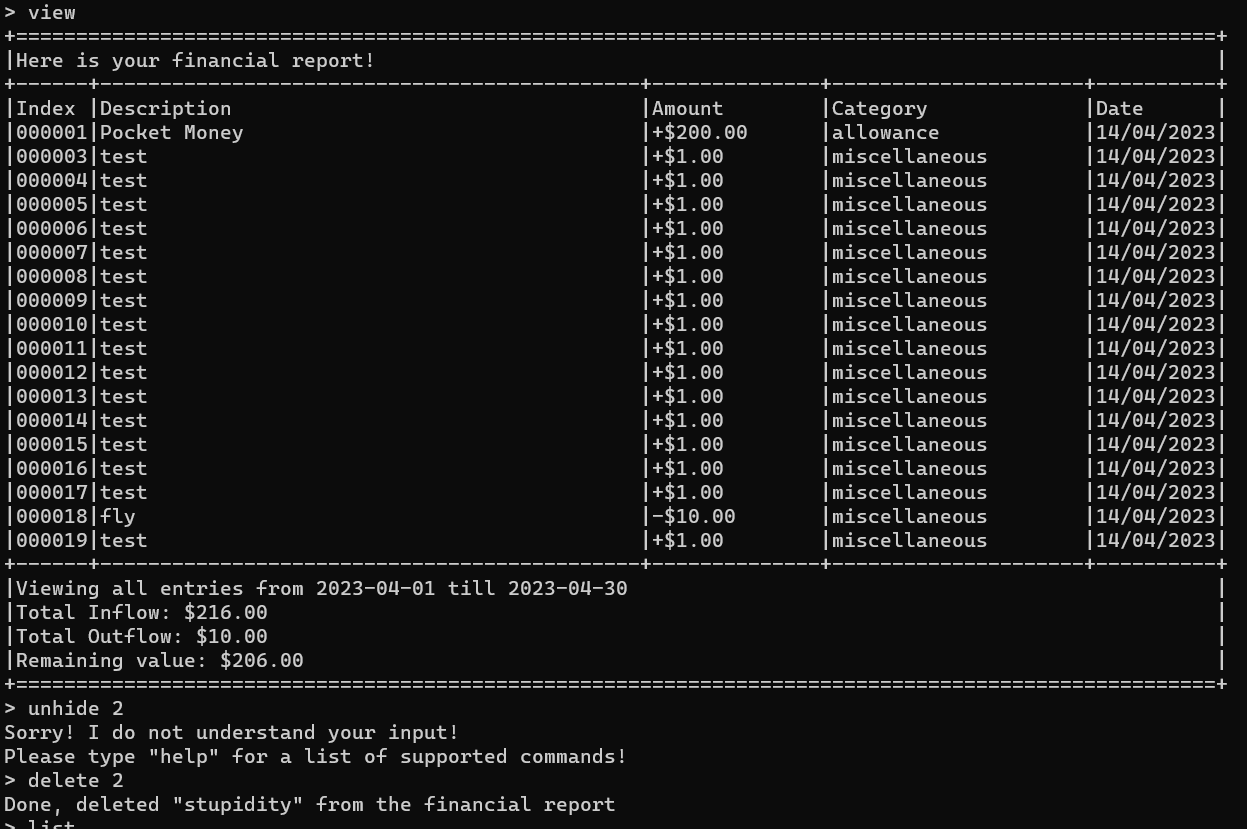 > view
+====================================================================================================+
|Here is your financial report!                                                                      |
+------+----------------------------------------------+--------------+---------------------+----------+
|Index |Description                                   |Amount        |Category             |Date      |
|000001|Pocket Money                                  |+$200.00      |allowance            |14/04/2023|
|000003|test                                          |+$1.00        |miscellaneous        |14/04/2023|
|000004|test                                          |+$1.00        |miscellaneous        |14/04/2023|
|000005|test                                          |+$1.00        |miscellaneous        |14/04/2023|
|000006|test                                          |+$1.00        |miscellaneous        |14/04/2023|
|000007|test                                          |+$1.00        |miscellaneous        |14/04/2023|
|000008|test                                          |+$1.00        |miscellaneous        |14/04/2023|
|000009|test                                          |+$1.00        |miscellaneous        |14/04/2023|
|000010|test                                          |+$1.00        |miscellaneous        |14/04/2023|
|000011|test                                          |+$1.00        |miscellaneous        |14/04/2023|
|000012|test                                          |+$1.00        |miscellaneous        |14/04/2023|
|000013|test                                          |+$1.00        |miscellaneous        |14/04/2023|
|000014|test                                          |+$1.00        |miscellaneous        |14/04/2023|
|000015|test                                          |+$1.00        |miscellaneous        |14/04/2023|
|000016|test                                          |+$1.00        |miscellaneous        |14/04/2023|
|000017|test                                          |+$1.00        |miscellaneous        |14/04/2023|
|000018|fly                                           |-$10.00       |miscellaneous        |14/04/2023|
|000019|test                                          |+$1.00        |miscellaneous        |14/04/2023|
+------+----------------------------------------------+--------------+---------------------+----------+
|Viewing all entries from 2023-04-01 till 2023-04-30                                                 |
|Total Inflow: $216.00                                                                               |
|Total Outflow: $10.00                                                                               |
|Remaining value: $206.00                                                                            |
+====================================================================================================+
> unhide 2
Sorry! I do not understand your input!
Please type "help" for a list of supported commands!
> delete 2
Done, deleted "stupidity" from the financial report
> list